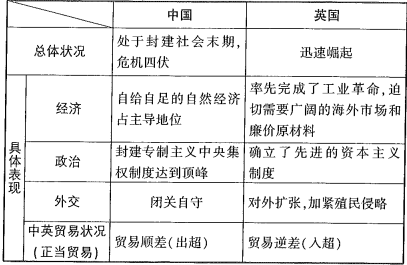 中国 英国
总体状况 处于封建社会末期,
危机四伏 迅速崛起
具体表现
经济 自给自足的自然经济
占主导地位 率先完成了工业革命,迫
切需要广阔的海外市场和
廉价原材料
政治 封建专制主义中央集
权制度达到顶峰 确立了先进的资本主义
制度
外交 闭关自守 对外扩张,加紧殖民侵略
中英贸易状况
(正当贸易) 贸易顺差(出超) 贸易逆差(入超)